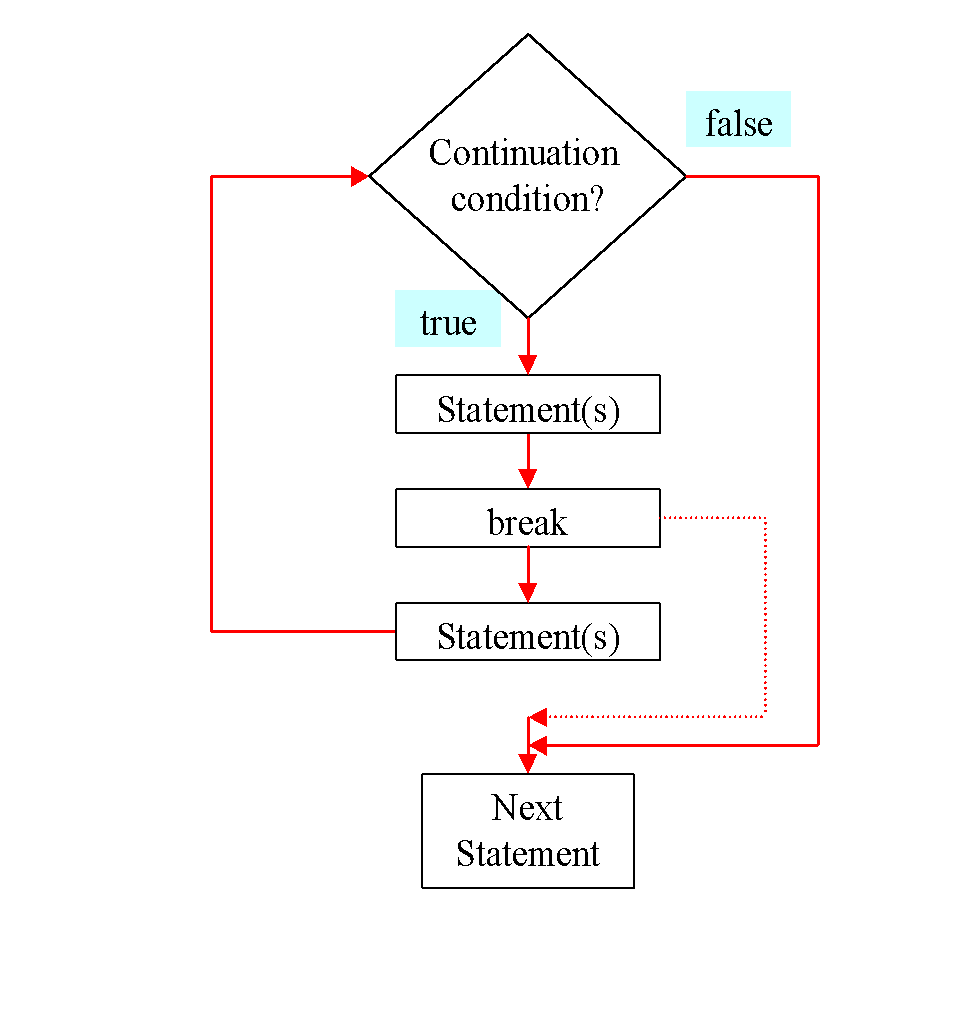 false
Continuation
condition?
true
Statement(s)
break
Statement(s)
Next
Statement